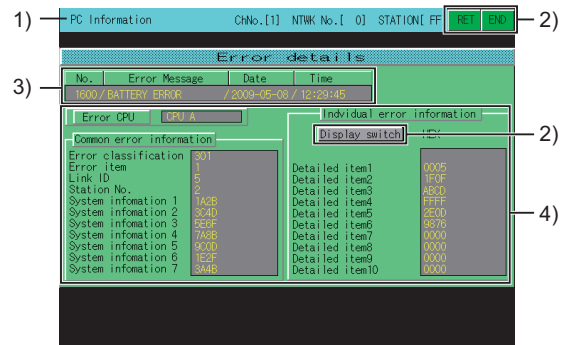 1) PC Information ChNo.[1] NTWK No.[ 0] STATION[ FF RET END 2)
Error details
3) No. Error Message Date Time
1600 / BATTERY ERROR / 2009-05-08 / 12:29:45
Error CPU CPU A Indvidual error information
Common error information Display switch HEX 2)
Error classification 301
Error item 1 Detailed item1 0005
Link ID 5 Detailed item2 1F0F
Station No. 2 Detailed item3 ABCD
System infomation 1 1A2B Detailed item4 FFFF
System infomation 2 3C4D Detailed item5 2E0D
System infomation 3 5E6F Detailed item6 9876
System infomation 4 7A8B Detailed item7 0000
System infomation 5 9C0D Detailed item8 0000
System infomation 6 1E2F Detailed item9 0000
System infomation 7 3A4B Detailed item10 0000
4)